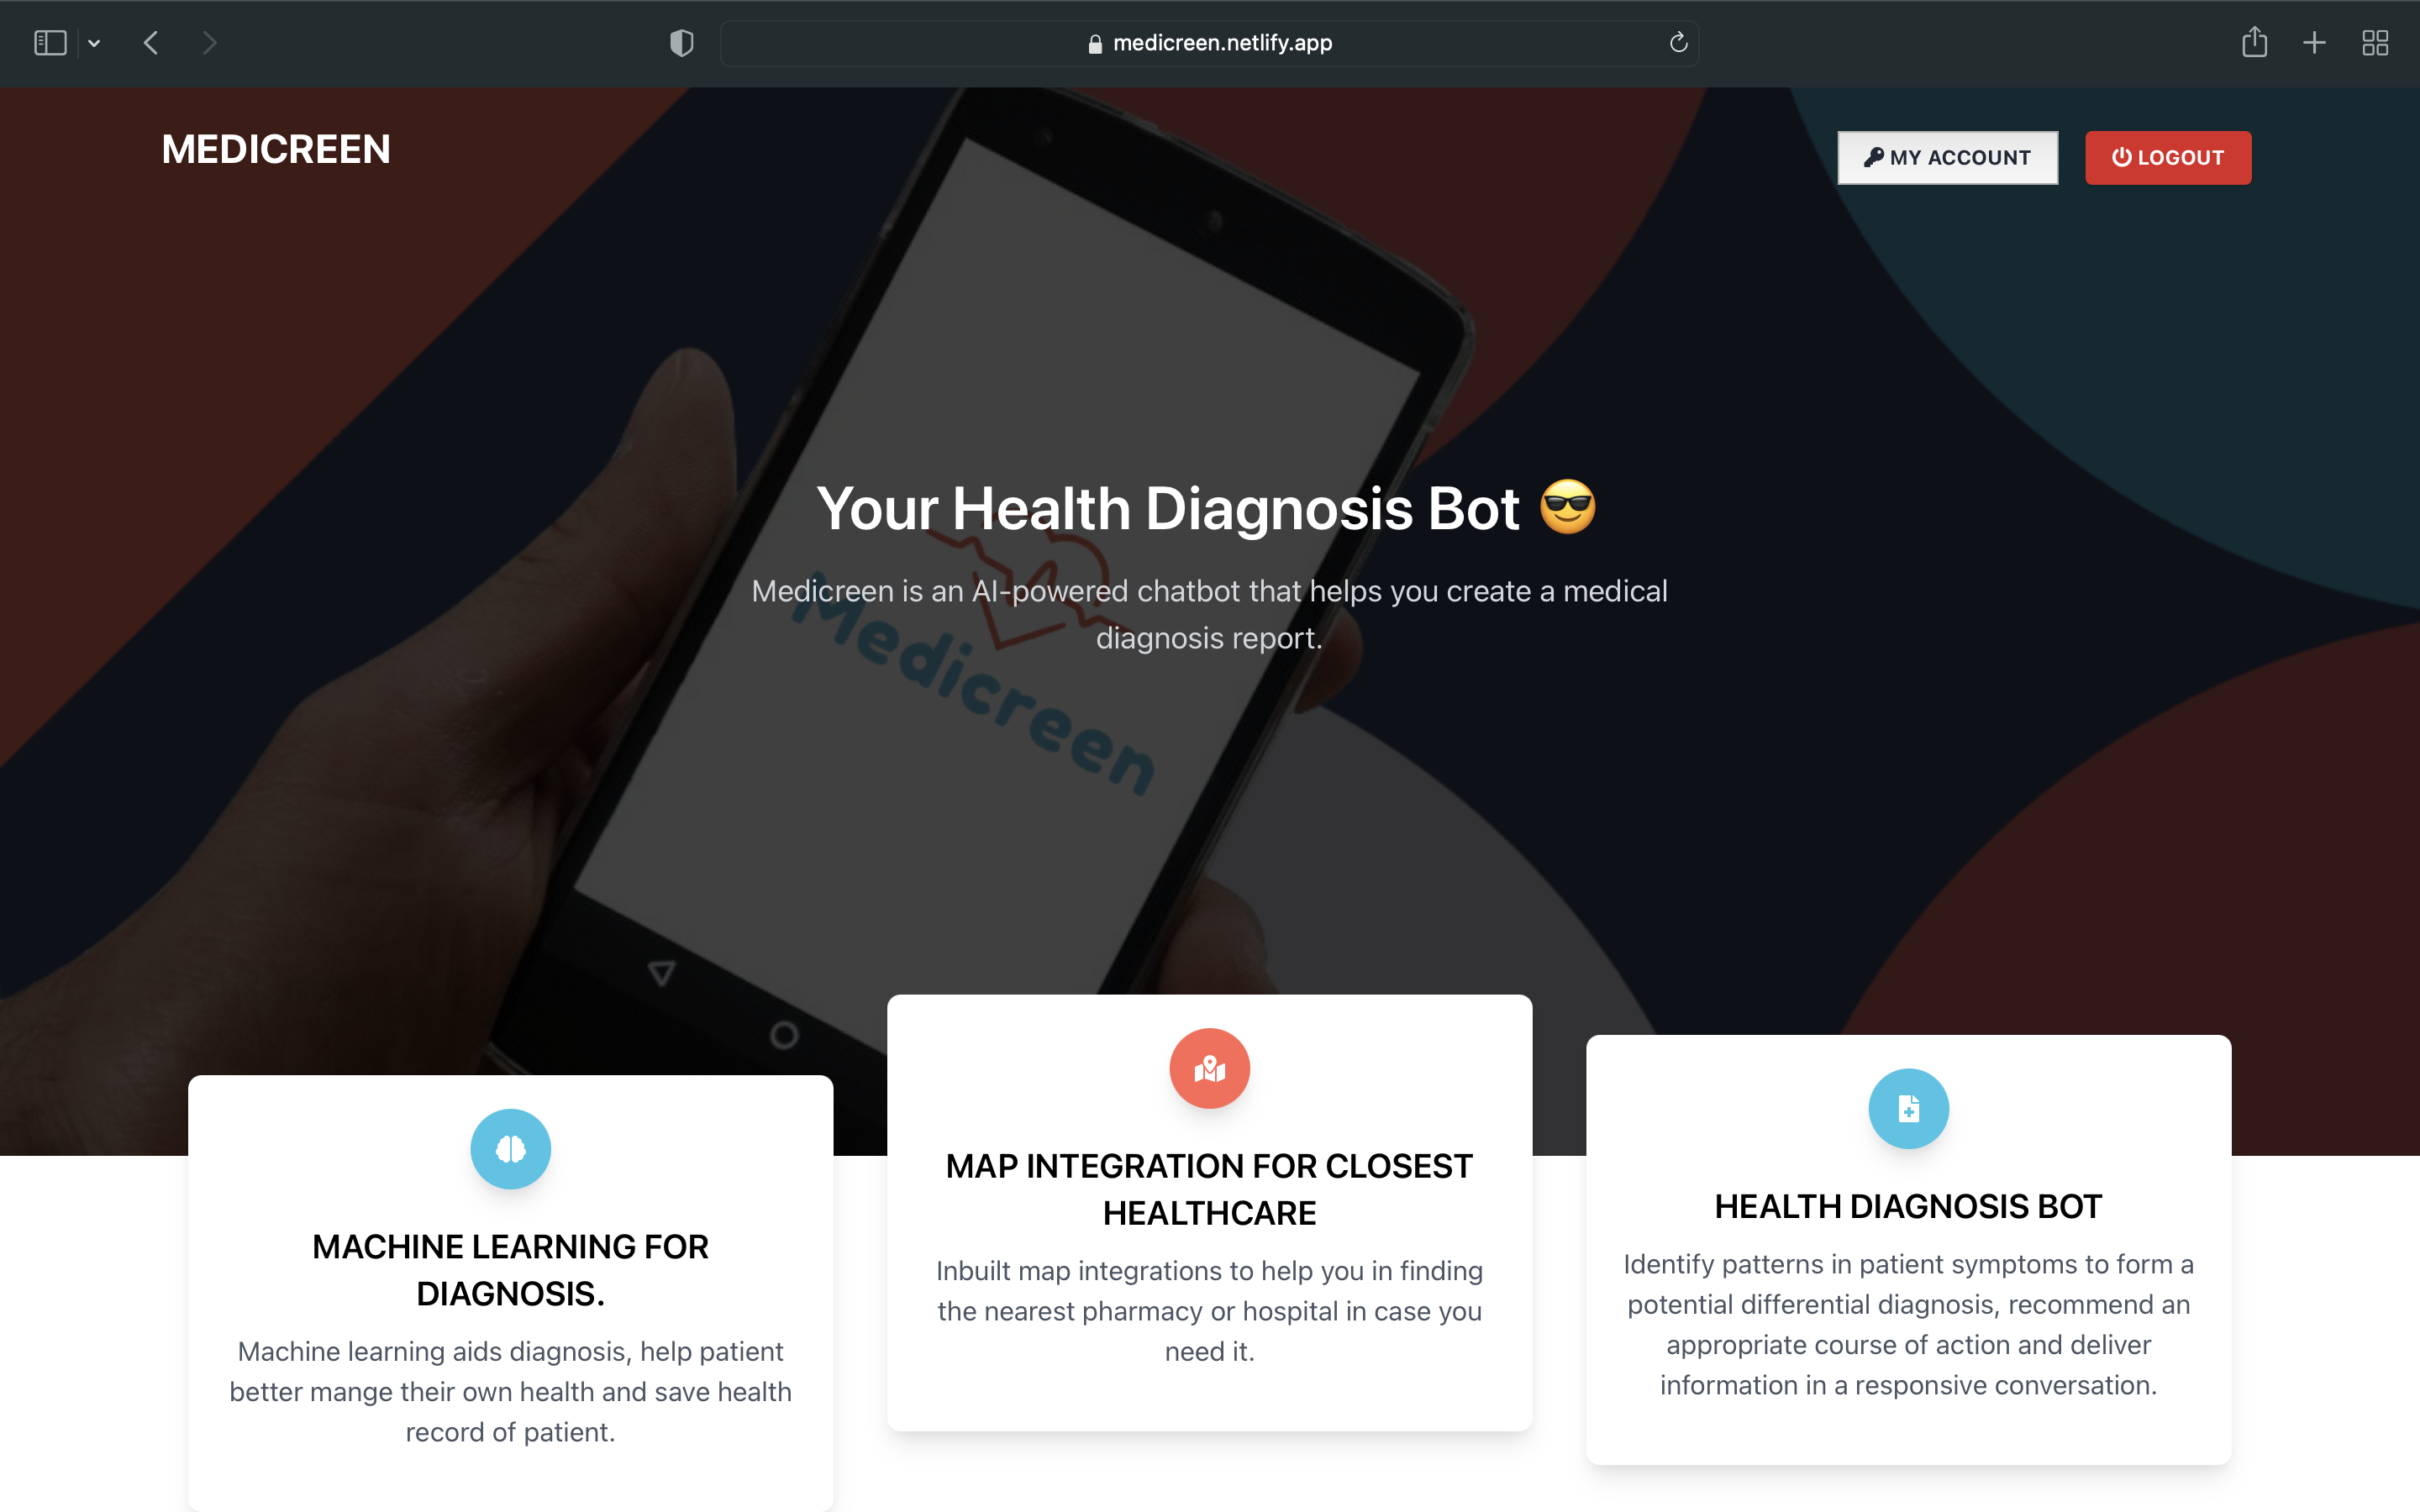 medicreen.netlify.app
MEDICREEN
MY ACCOUNT
LOGOUT
Your Health Diagnosis Bot 😎
Medicreen is an AI-powered chatbot that helps you create a medical
diagnosis report.
Medicreen
MACHINE LEARNING FOR
DIAGNOSIS.
Machine learning aids diagnosis, help patient
better mange their own health and save health
record of patient.
MAP INTEGRATION FOR CLOSEST
HEALTHCARE
Inbuilt map integrations to help you in finding
the nearest pharmacy or hospital in case you
need it.
HEALTH DIAGNOSIS BOT
Identify patterns in patient symptoms to form a
potential differential diagnosis, recommend an
appropriate course of action and deliver
information in a responsive conversation.